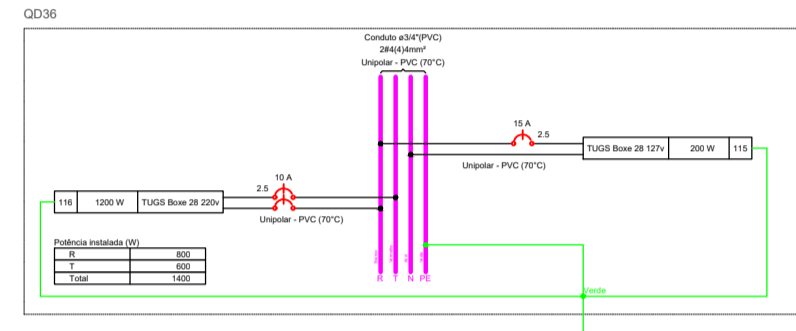 QD36
Conduto ø3/4"(PVC)
2#4(4)4mm²
Unipolar - PVC (70°C)
15 A
2.5
TUGS Boxe 28 127v
200 W
115
Unipolar - PVC (70°C)
10 A
2.5
116
1200 W
TUGS Boxe 28 220v
Unipolar - PVC (70°C)
Potência instalada (W)
R 800
T 600
Total 1400
R T N PE
Verde